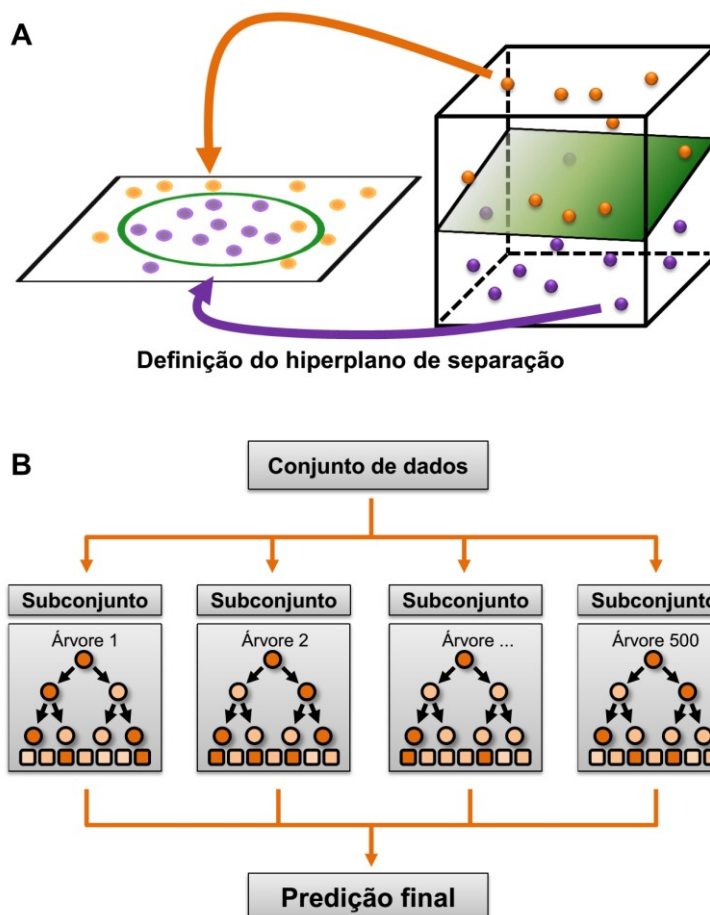 A
Definição do hiperplano de separação
B
Conjunto de dados
Subconjunto Subconjunto Subconjunto Subconjunto
Árvore 1 Árvore 2 Árvore ... Árvore 500
Predição final